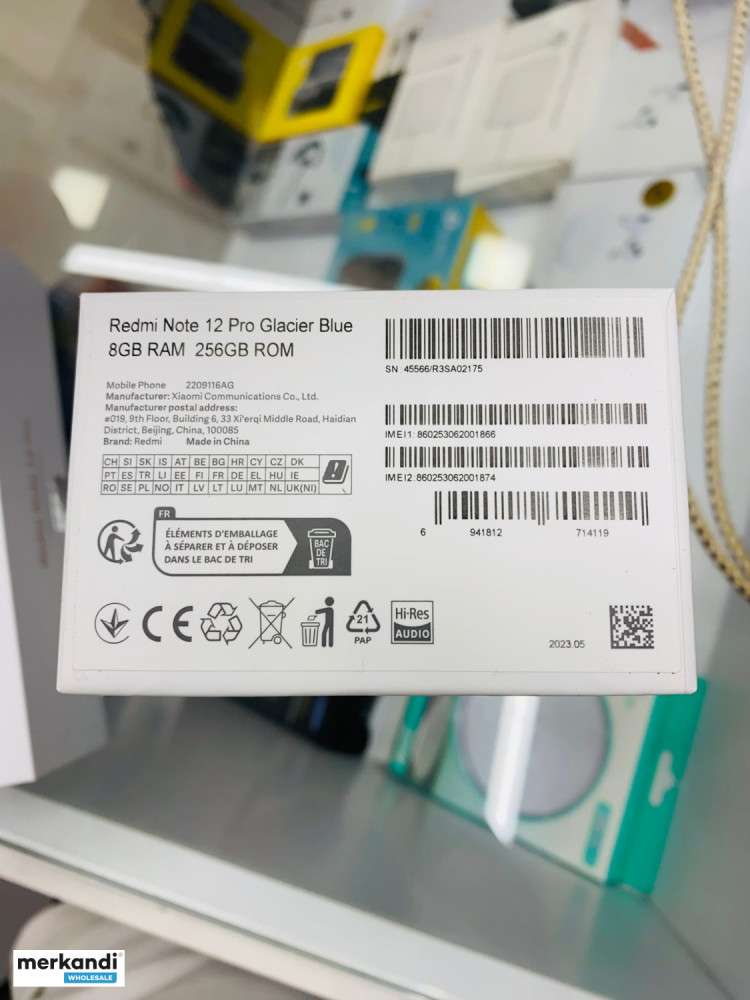 Redmi Note 12 Pro Glacier Blue
8GB RAM 256GB ROM
Mobile Phone 2209116AG
Manufacturer: Xiaomi Communications Co., Ltd.
Manufacturer postal address:
#019, 9th Floor, Building 6, 33 Xi'erqi Middle Road, Haidian
District, Beijing, China, 100085
Brand: Redmi Made in China
CH SI SK IS AT BE BG HR CY CZ DK
PT ES TR LI EE FI FR DE EL HU IE
RO SE PL NO IT LV LT LU MT NL UK(NI)
FR
ÉLÉMENTS D'EMBALLAGE
À SÉPARER ET À DÉPOSER
DANS LE BAC DE TRI
BAC
DE
TRI
21
PAP
Hi-Res
AUDIO
SN 45566/R3SA02175
IMEI1: 860253062001866
IMEI2: 860253062001874
6 941812 714119
2023.05
merkandi
WHOLESALE